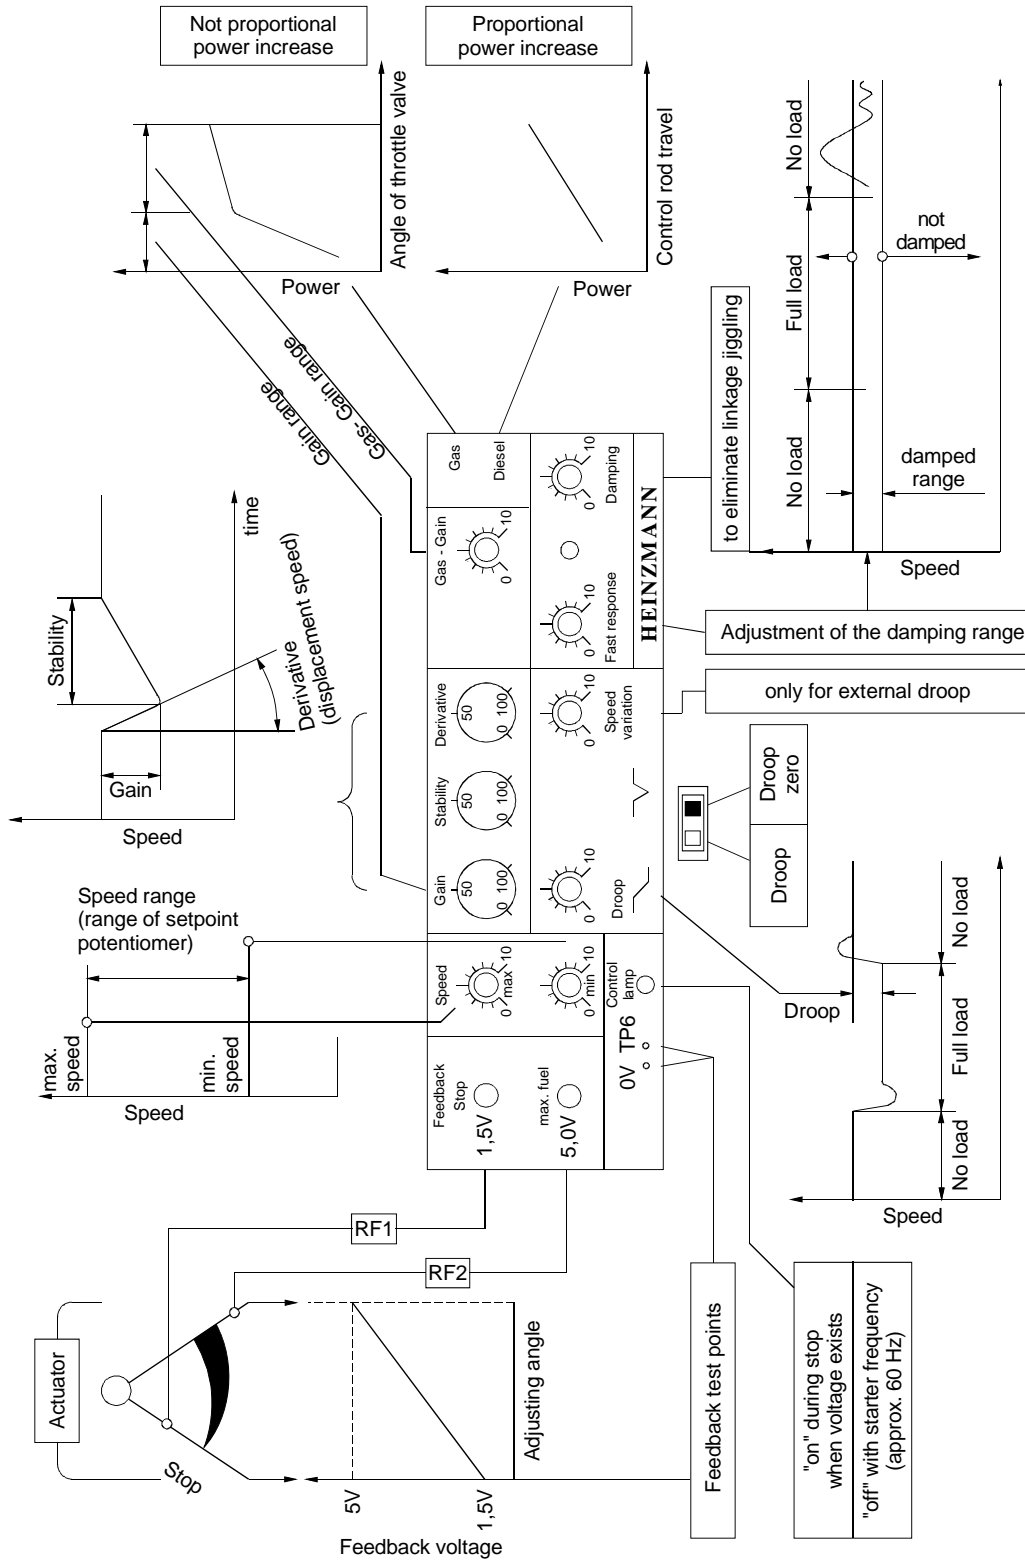 Not proportional
power increase
Proportional
power increase
Angle of throttle valve
Power
Control rod travel
Power
Gain range
Gas- Gain range
No load
Full load
No load
not
damped
damped
range
Speed
to eliminate linkage jiggling
Adjustment of the damping range
only for external droop
Stability
Gain
Speed
time
Derivative
(displacement speed)
Speed range
(range of setpoint
potentiomer)
max.
speed
min.
speed
Speed
Gas
Diesel
Gas - Gain
0 10
Damping
0 10
Fast response
0 10
HEINZMANN
Derivative
50
0 100
Stability
50
0 100
Gain
50
0 100
Speed
variation
0 10
Droop
0 10
Speed
0 max 10
0 min 10
Control
lamp
0V TP6
Feedback
Stop
1,5V
max. fuel
5,0V
Droop
zero
Droop
Droop
No load
Full load
No load
Speed
RF1
RF2
Actuator
Stop
5V
1,5V
Feedback voltage
Adjusting angle
Feedback test points
"on" during stop
when voltage exists
"off" with starter frequency
(approx. 60 Hz)